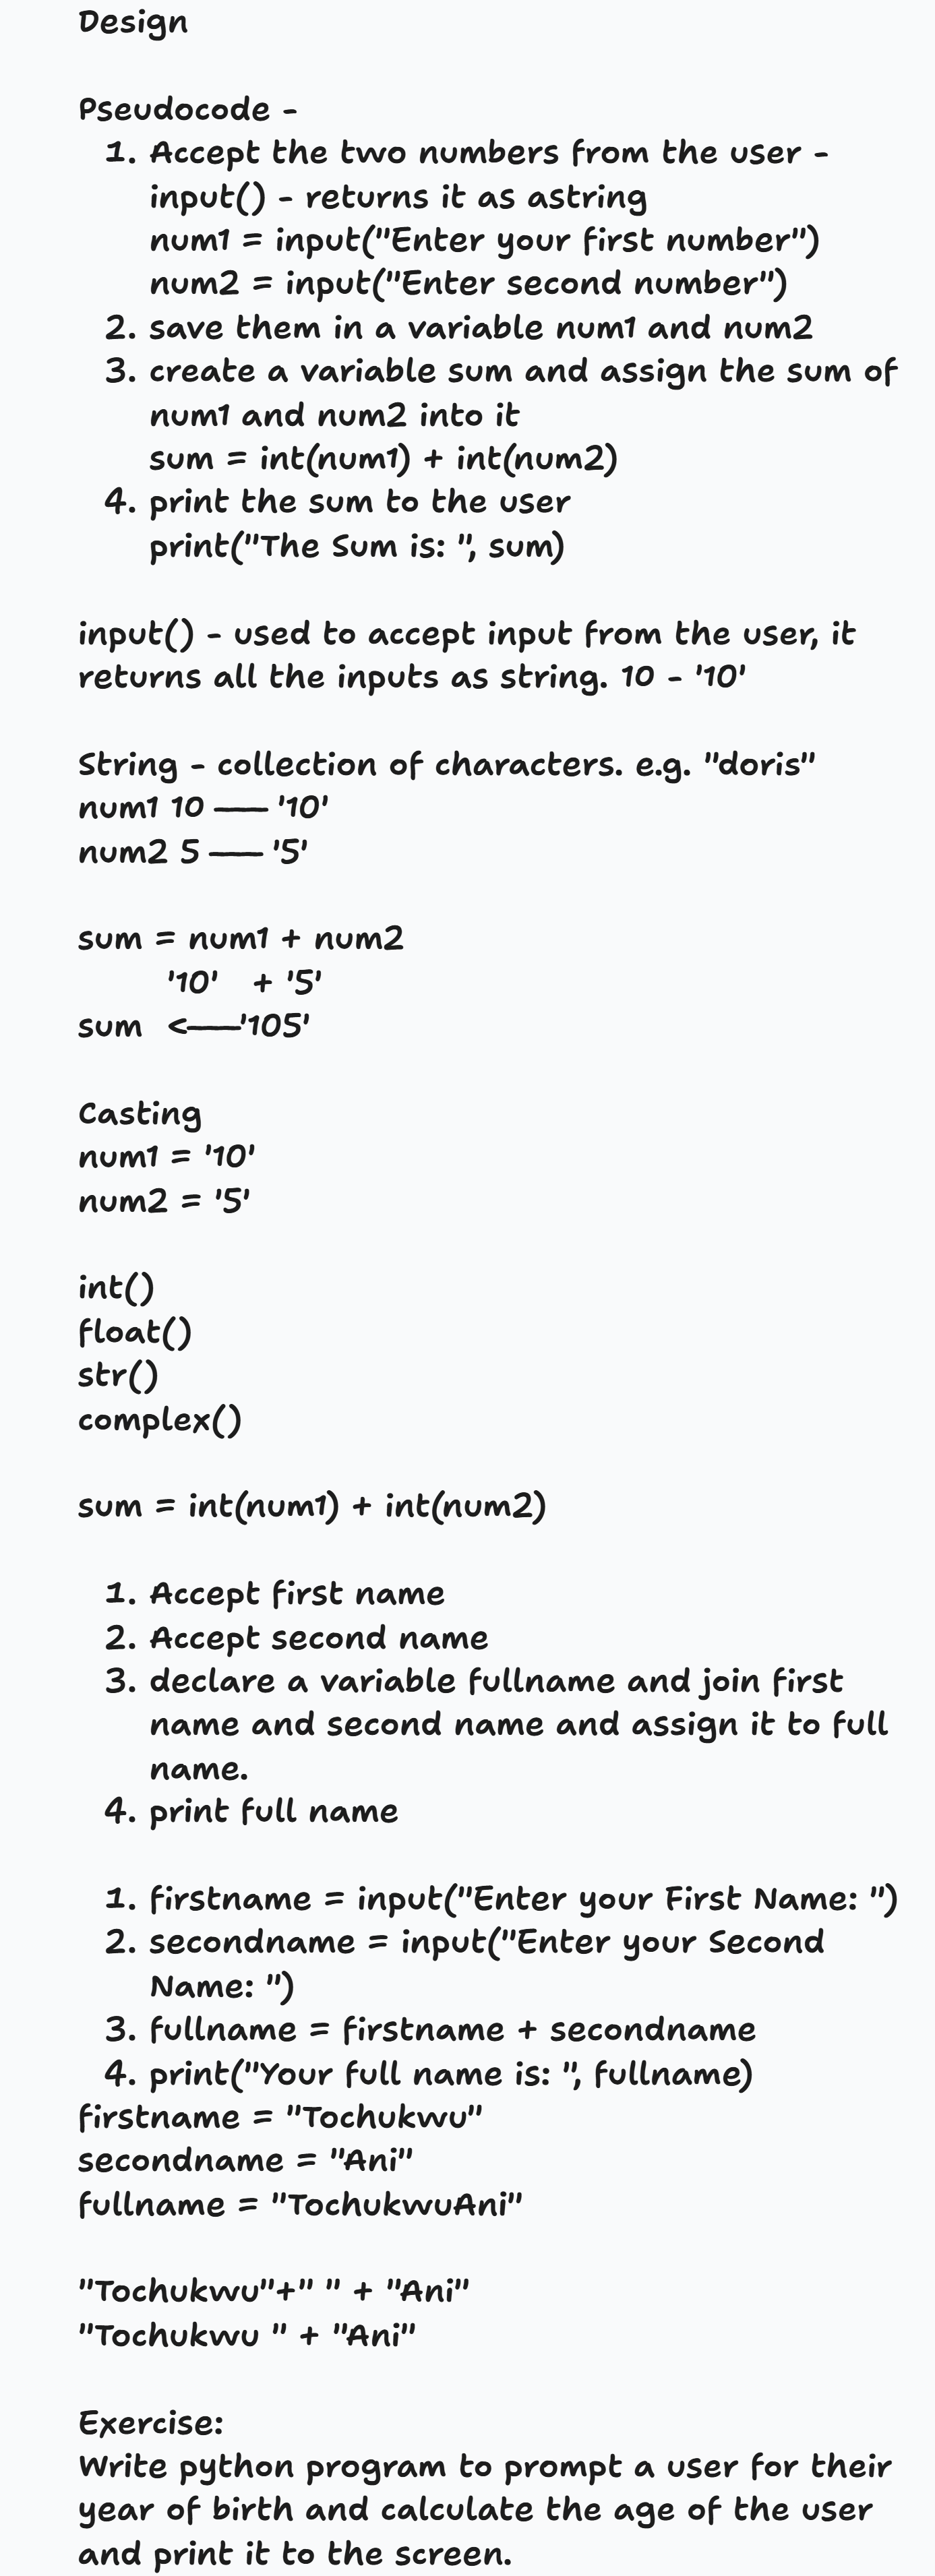 Design
Pseudocode -
1. Accept the two numbers from the user -
input() - returns it as astring
num1 = input("Enter your first number")
num2 = input("Enter second number")
2. save them in a variable num1 and num2
3. create a variable sum and assign the sum of
num1 and num2 into it
sum = int(num1) + int(num2)
4. print the sum to the user
print("The Sum is: ", sum)
input() - used to accept input from the user, it
returns all the inputs as string. 10 - '10'
String - collection of characters. e.g. "doris"
num1 10 —— '10'
num2 5 —— '5'
sum = num1 + num2
'10' + '5'
sum <——'105'
Casting
num1 = '10'
num2 = '5'
int()
float()
str()
complex()
sum = int(num1) + int(num2)
1. Accept first name
2. Accept second name
3. declare a variable fullname and join first
name and second name and assign it to full
name.
4. print full name
1. firstname = input("Enter your First Name: ")
2. secondname = input("Enter your Second
Name: ")
3. fullname = firstname + secondname
4. print("Your full name is: ", fullname)
firstname = "Tochukwu"
secondname = "Ani"
fullname = "TochukwuAni"
"Tochukwu"+" " + "Ani"
"Tochukwu " + "Ani"
Exercise:
Write python program to prompt a user for their
year of birth and calculate the age of the user
and print it to the screen.